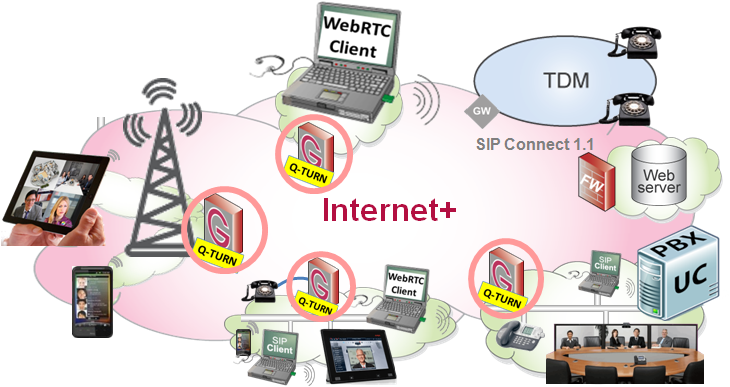 WebRTC
Client
TDM
GW
SIP Connect 1.1
G
Q-TURN
FW
Web
server
G
Q-TURN
Internet+
G
Q-TURN
WebRTC
Client
G
Q-TURN
SIP
Client
PBX
UC
SIP
Client